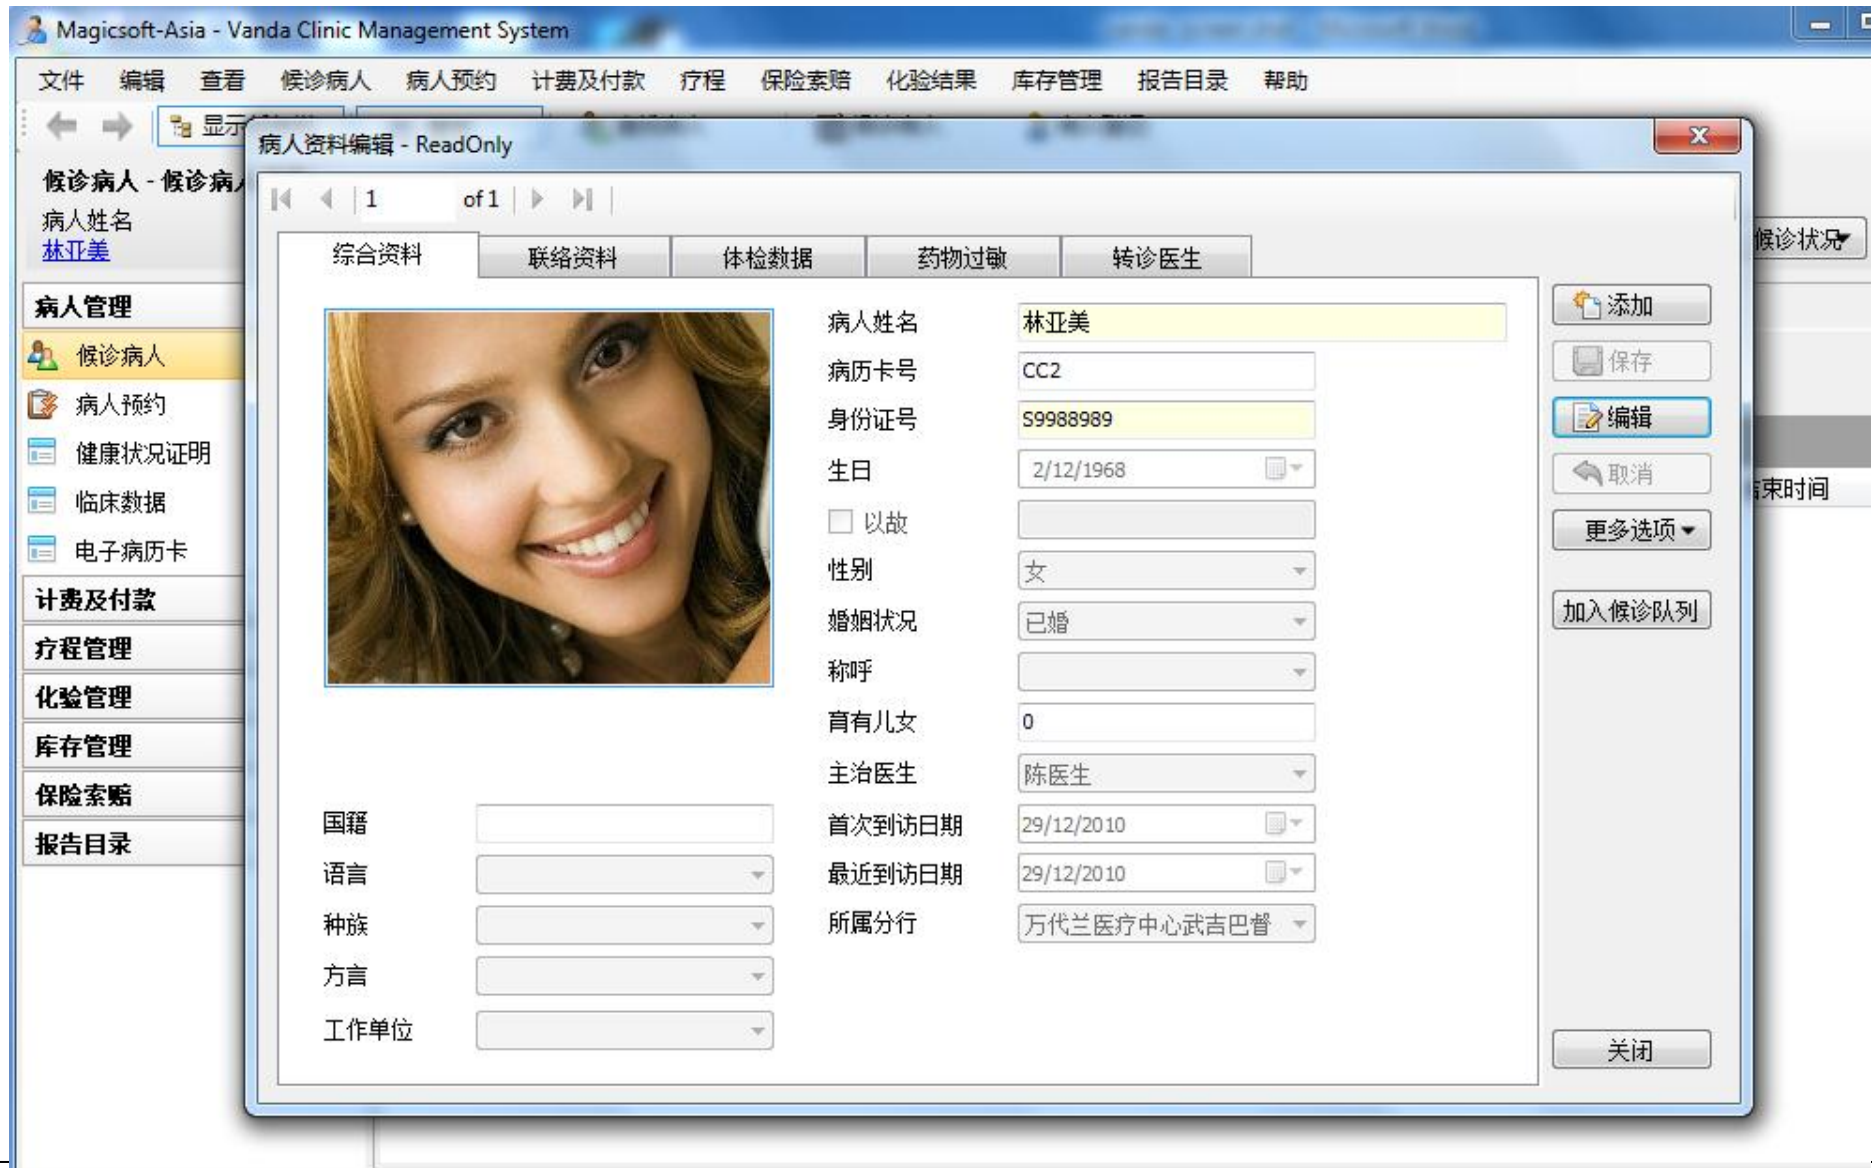 Magicsoft-Asia - Vanda Clinic Management System
文件 编辑 查看 候诊病人 病人预约 计费及付款 疗程 保险索赔 化验结果 库存管理 报告目录 帮助
显示
病人资料编辑 - ReadOnly
候诊病人 - 候诊病
病人姓名
林亚美
1 of 1
候诊状况
综合资料 联络资料 体检数据 药物过敏 转诊医生
病人管理
候诊病人
病人预约
健康状况证明
临床数据
电子病历卡
计费及付款
疗程管理
化验管理
库存管理
保险索赔
报告目录
病人姓名 林亚美
病历卡号 CC2
身份证号 S9988989
生日 2/12/1968
以故
性别 女
婚姻状况 已婚
称呼
育有儿女 0
主治医生 陈医生
首次到访日期 29/12/2010
最近到访日期 29/12/2010
所属分行 万代兰医疗中心武吉巴督
国籍
语言
种族
方言
工作单位
添加
保存
编辑
取消
更多选项
加入候诊队列
关闭
束时间